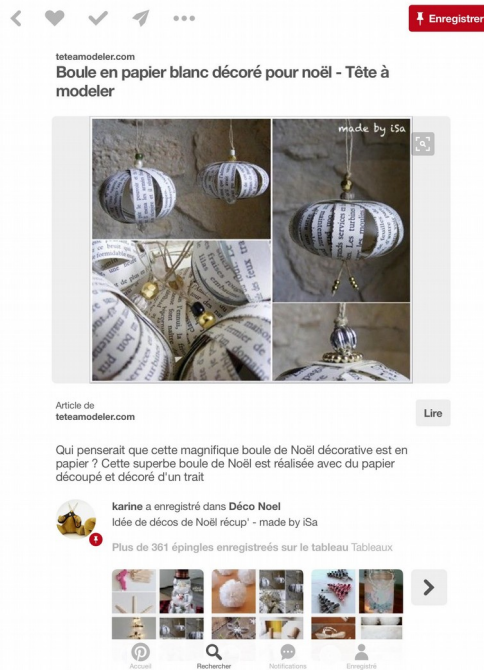 Enregistrer
teteamodeler.com
Boule en papier blanc décoré pour noël - Tête à
modeler
made by iSa
Article de
teteamodeler.com
Lire
Qui penserait que cette magnifique boule de Noël décorative est en
papier ? Cette superbe boule de Noël est réalisée avec du papier
découpé et décoré d'un trait
karine a enregistré dans Déco Noel
Idée de décos de Noël récup' - made by iSa
Plus de 361 épingles enregistreés sur le tableau Tableaux
Accueil
Rechercher
Notifications
Enregistré